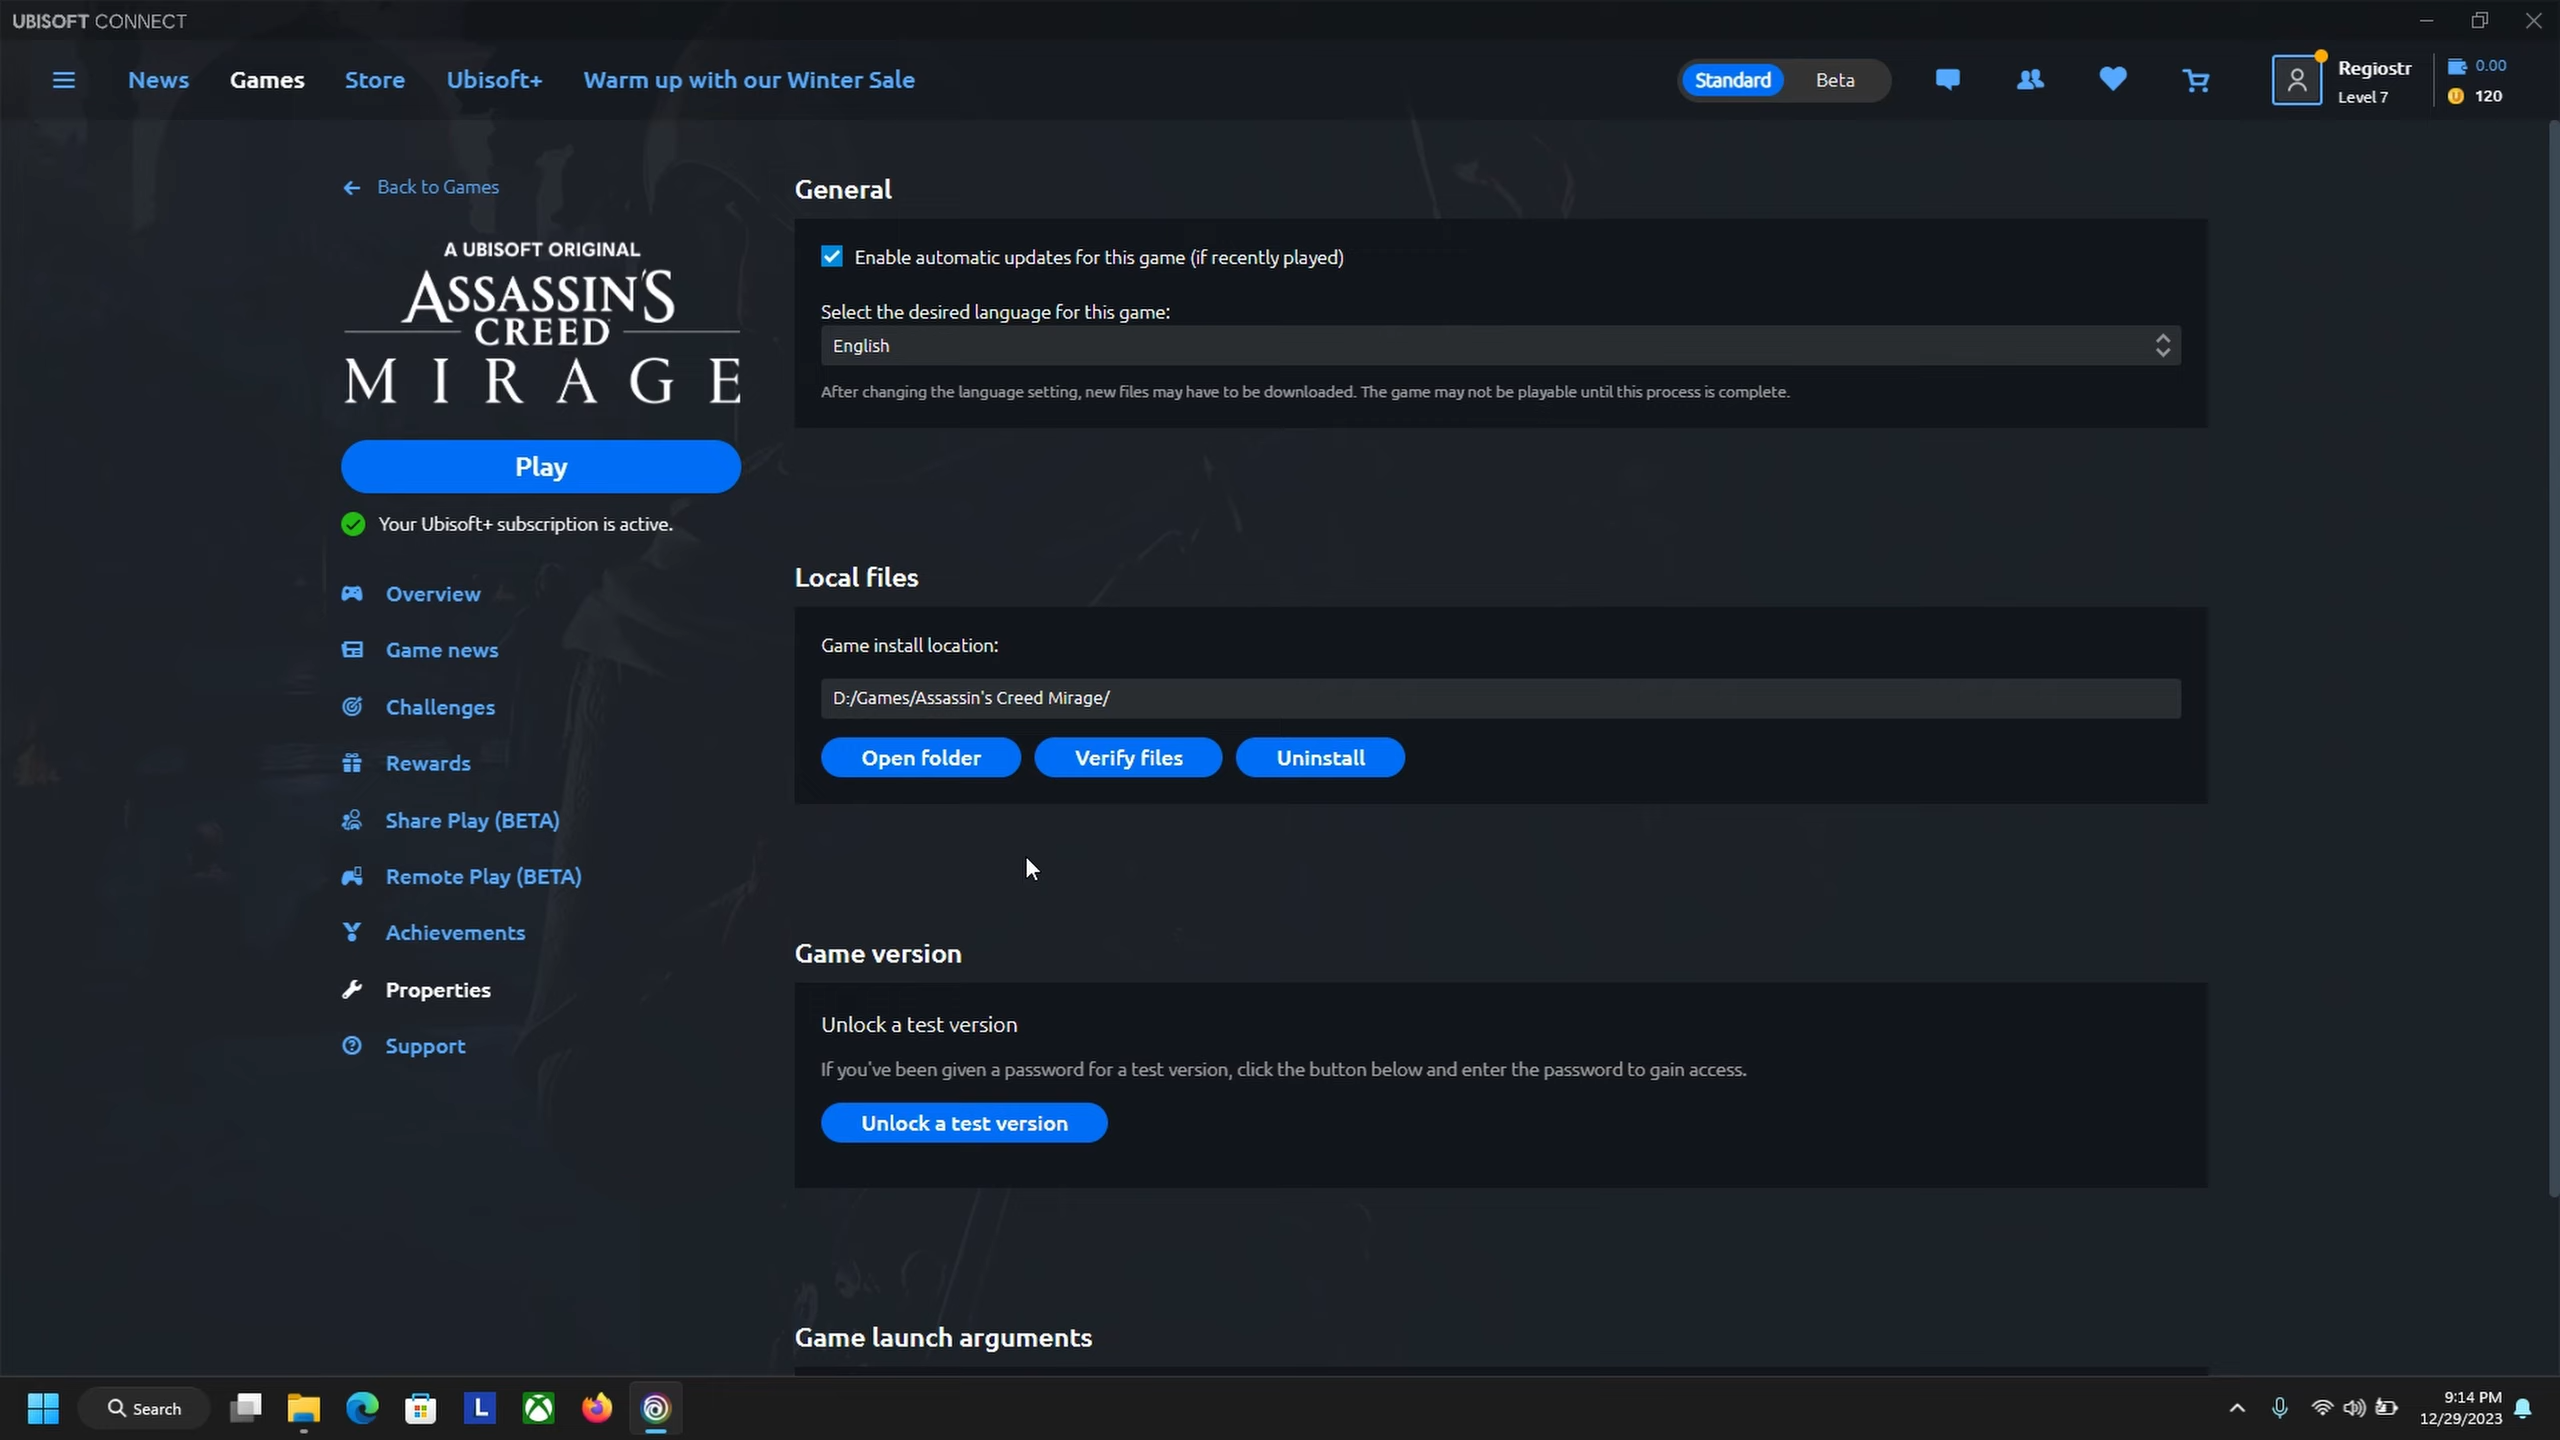 UBISOFT CONNECT
News Games Store Ubisoft+ Warm up with our Winter Sale
Standard Beta
Regiostr
Level 7
0.00
120
Back to Games
A UBISOFT ORIGINAL
ASSASSIN'S
CREED
MIRAGE
Play
Your Ubisoft+ subscription is active.
Overview
Game news
Challenges
Rewards
Share Play (BETA)
Remote Play (BETA)
Achievements
Properties
Support
General
Enable automatic updates for this game (if recently played)
Select the desired language for this game:
English
After changing the language setting, new files may have to be downloaded. The game may not be playable until this process is complete.
Local files
Game install location:
D:/Games/Assassin's Creed Mirage/
Open folder Verify files Uninstall
Game version
Unlock a test version
If you've been given a password for a test version, click the button below and enter the password to gain access.
Unlock a test version
Game launch arguments
Search
L
9:14 PM
12/29/2023